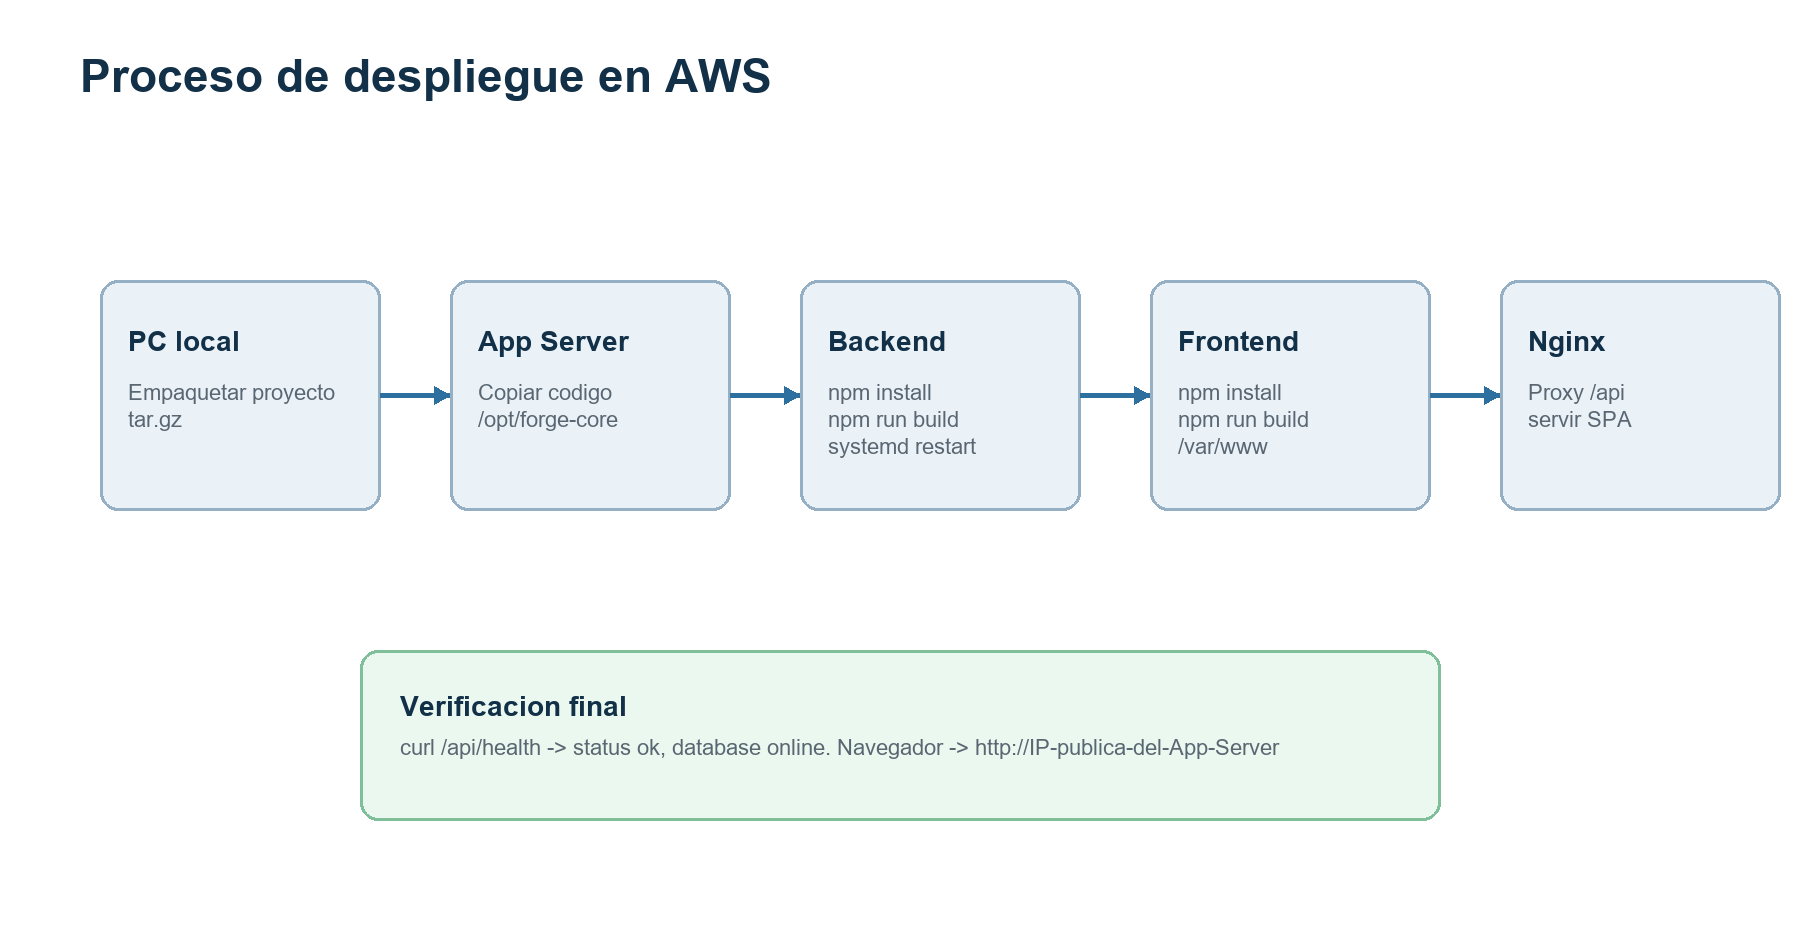 Proceso de despliegue en AWS
PC local
Empaquetar proyecto
tar.gz
App Server
Copiar codigo
/opt/forge-core
Backend
npm install
npm run build
systemd restart
Frontend
npm install
npm run build
/var/www
Nginx
Proxy /api
servir SPA
Verificacion final
curl /api/health -> status ok, database online. Navegador -> http://IP-publica-del-App-Server